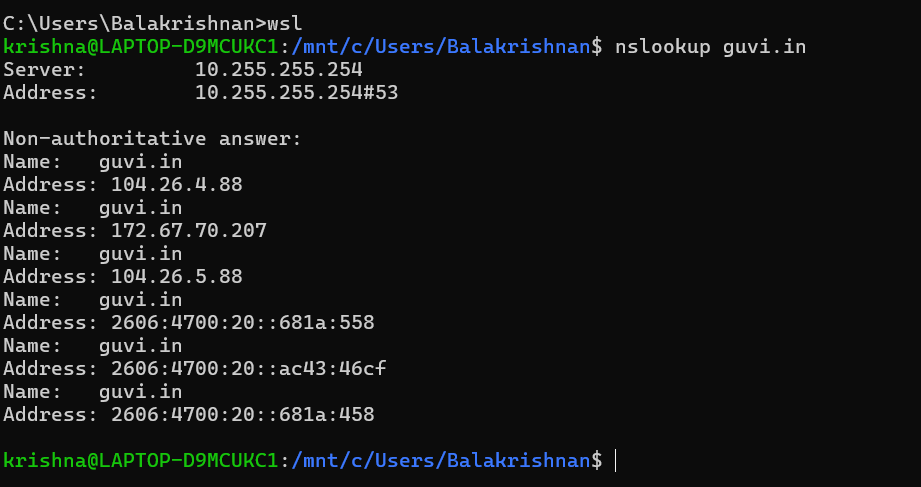 C:\Users\Balakrishnan>wsl
krishna@LAPTOP-D9MCUKC1:/mnt/c/Users/Balakrishnan$ nslookup guvi.in
Server:         10.255.255.254
Address:        10.255.255.254#53

Non-authoritative answer:
Name:   guvi.in
Address: 104.26.4.88
Name:   guvi.in
Address: 172.67.70.207
Name:   guvi.in
Address: 104.26.5.88
Name:   guvi.in
Address: 2606:4700:20::681a:558
Name:   guvi.in
Address: 2606:4700:20::ac43:46cf
Name:   guvi.in
Address: 2606:4700:20::681a:458

krishna@LAPTOP-D9MCUKC1:/mnt/c/Users/Balakrishnan$